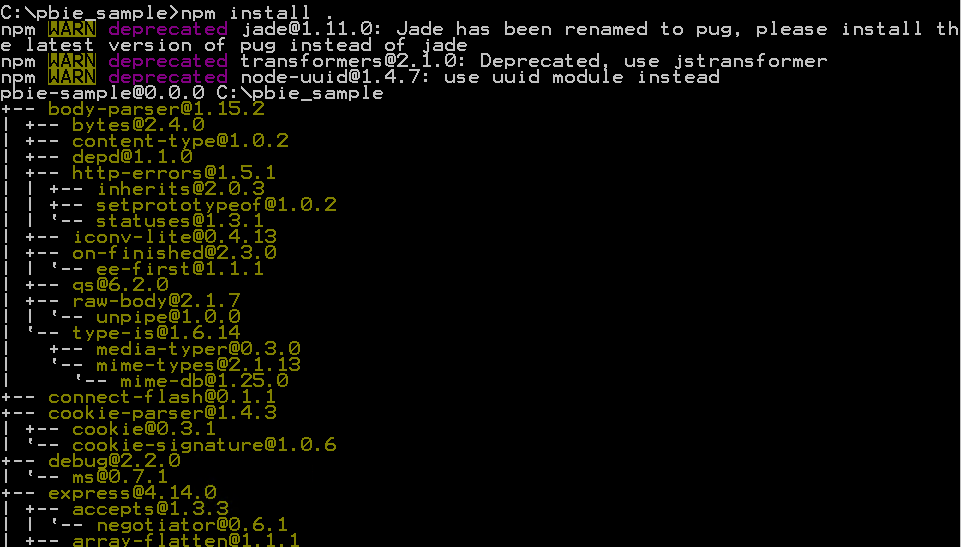 C:\pbie_sample>npm install .
npm WARN deprecated jade@1.11.0: Jade has been renamed to pug, please install th
e latest version of pug instead of jade
npm WARN deprecated transformers@2.1.0: Deprecated, use jstransformer
npm WARN deprecated node-uuid@1.4.7: use uuid module instead
pbie-sample@0.0.0 C:\pbie_sample
+-- body-parser@1.15.2
| +-- bytes@2.4.0
| +-- content-type@1.0.2
| +-- depd@1.1.0
| +-- http-errors@1.5.1
| | +-- inherits@2.0.3
| | +-- setprototypeof@1.0.2
| | '-- statuses@1.3.1
| +-- iconv-lite@0.4.13
| +-- on-finished@2.3.0
| | '-- ee-first@1.1.1
| +-- qs@6.2.0
| +-- raw-body@2.1.7
| | '-- unpipe@1.0.0
| '-- type-is@1.6.14
|   +-- media-typer@0.3.0
|   '-- mime-types@2.1.13
|     '-- mime-db@1.25.0
+-- connect-flash@0.1.1
+-- cookie-parser@1.4.3
| +-- cookie@0.3.1
| '-- cookie-signature@1.0.6
+-- debug@2.2.0
| '-- ms@0.7.1
+-- express@4.14.0
| +-- accepts@1.3.3
| | '-- negotiator@0.6.1
| +-- array-flatten@1.1.1